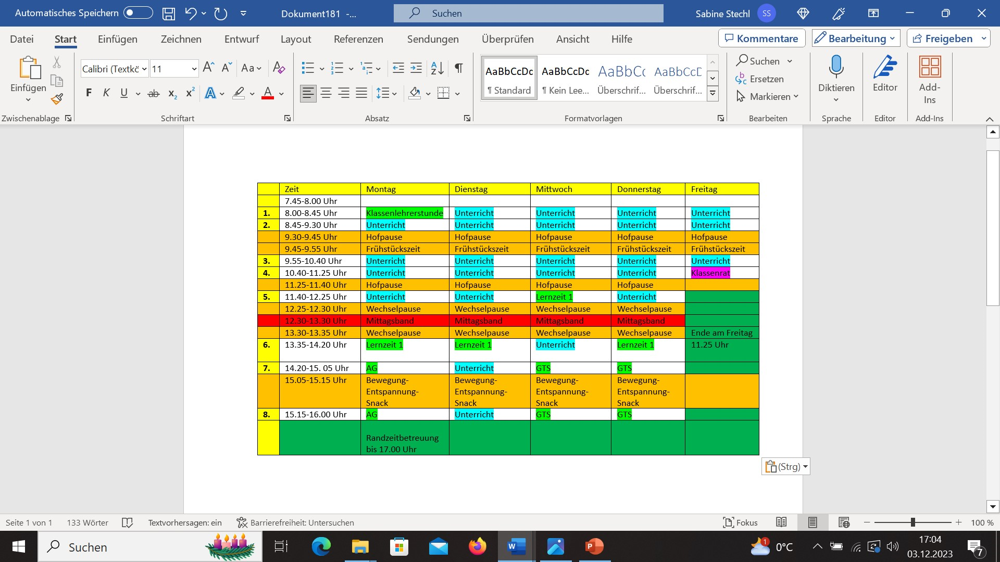 Automatisches Speichern Dokument181 -... Suchen Sabine Stechl SS
Datei Start Einfügen Zeichnen Entwurf Layout Referenzen Sendungen Überprüfen Ansicht Hilfe Kommentare Bearbeitung Freigeben
Einfügen
Calibri (Textkö 11 Aa
F K U ab x₂ x² A A
AaBbCcDc AaBbCcDc AaBbCc AaBbCcE
¶ Standard ¶ Kein Lee... Überschrif... Überschrif...
Suchen
Ersetzen
Markieren
Diktieren
Editor
Add-
Ins
Zwischenablage Schriftart Absatz Formatvorlagen Bearbeiten Sprache Editor Add-Ins
Zeit Montag Dienstag Mittwoch Donnerstag Freitag
7.45-8.00 Uhr
1. 8.00-8.45 Uhr Klassenlehrerstunde Unterricht Unterricht Unterricht Unterricht
2. 8.45-9.30 Uhr Unterricht Unterricht Unterricht Unterricht Unterricht
9.30-9.45 Uhr Hofpause Hofpause Hofpause Hofpause Hofpause
9.45-9.55 Uhr Frühstückszeit Frühstückszeit Frühstückszeit Frühstückszeit Frühstückszeit
3. 9.55-10.40 Uhr Unterricht Unterricht Unterricht Unterricht Unterricht
4. 10.40-11.25 Uhr Unterricht Unterricht Unterricht Unterricht Klassenrat
11.25-11.40 Uhr Hofpause Hofpause Hofpause Hofpause
5. 11.40-12.25 Uhr Unterricht Unterricht Lernzeit 1 Unterricht
12.25-12.30 Uhr Wechselpause Wechselpause Wechselpause Wechselpause
12.30-13.30 Uhr Mittagsband Mittagsband Mittagsband Mittagsband
13.30-13.35 Uhr Wechselpause Wechselpause Wechselpause Wechselpause Ende am Freitag
6. 13.35-14.20 Uhr Lernzeit 1 Lernzeit 1 Unterricht Lernzeit 1 11.25 Uhr
7. 14.20-15. 05 Uhr AG Unterricht GTS GTS
15.05-15.15 Uhr Bewegung- Bewegung- Bewegung- Bewegung-
Entspannung- Entspannung- Entspannung- Entspannung-
Snack Snack Snack Snack
8. 15.15-16.00 Uhr AG Unterricht GTS GTS
Randzeitbetreuung
bis 17.00 Uhr
(Strg)
Seite 1 von 1 133 Wörter Textvorhersagen: ein Barrierefreiheit: Untersuchen Fokus 100 %
Suchen 1 0°C 17:04
03.12.2023 7